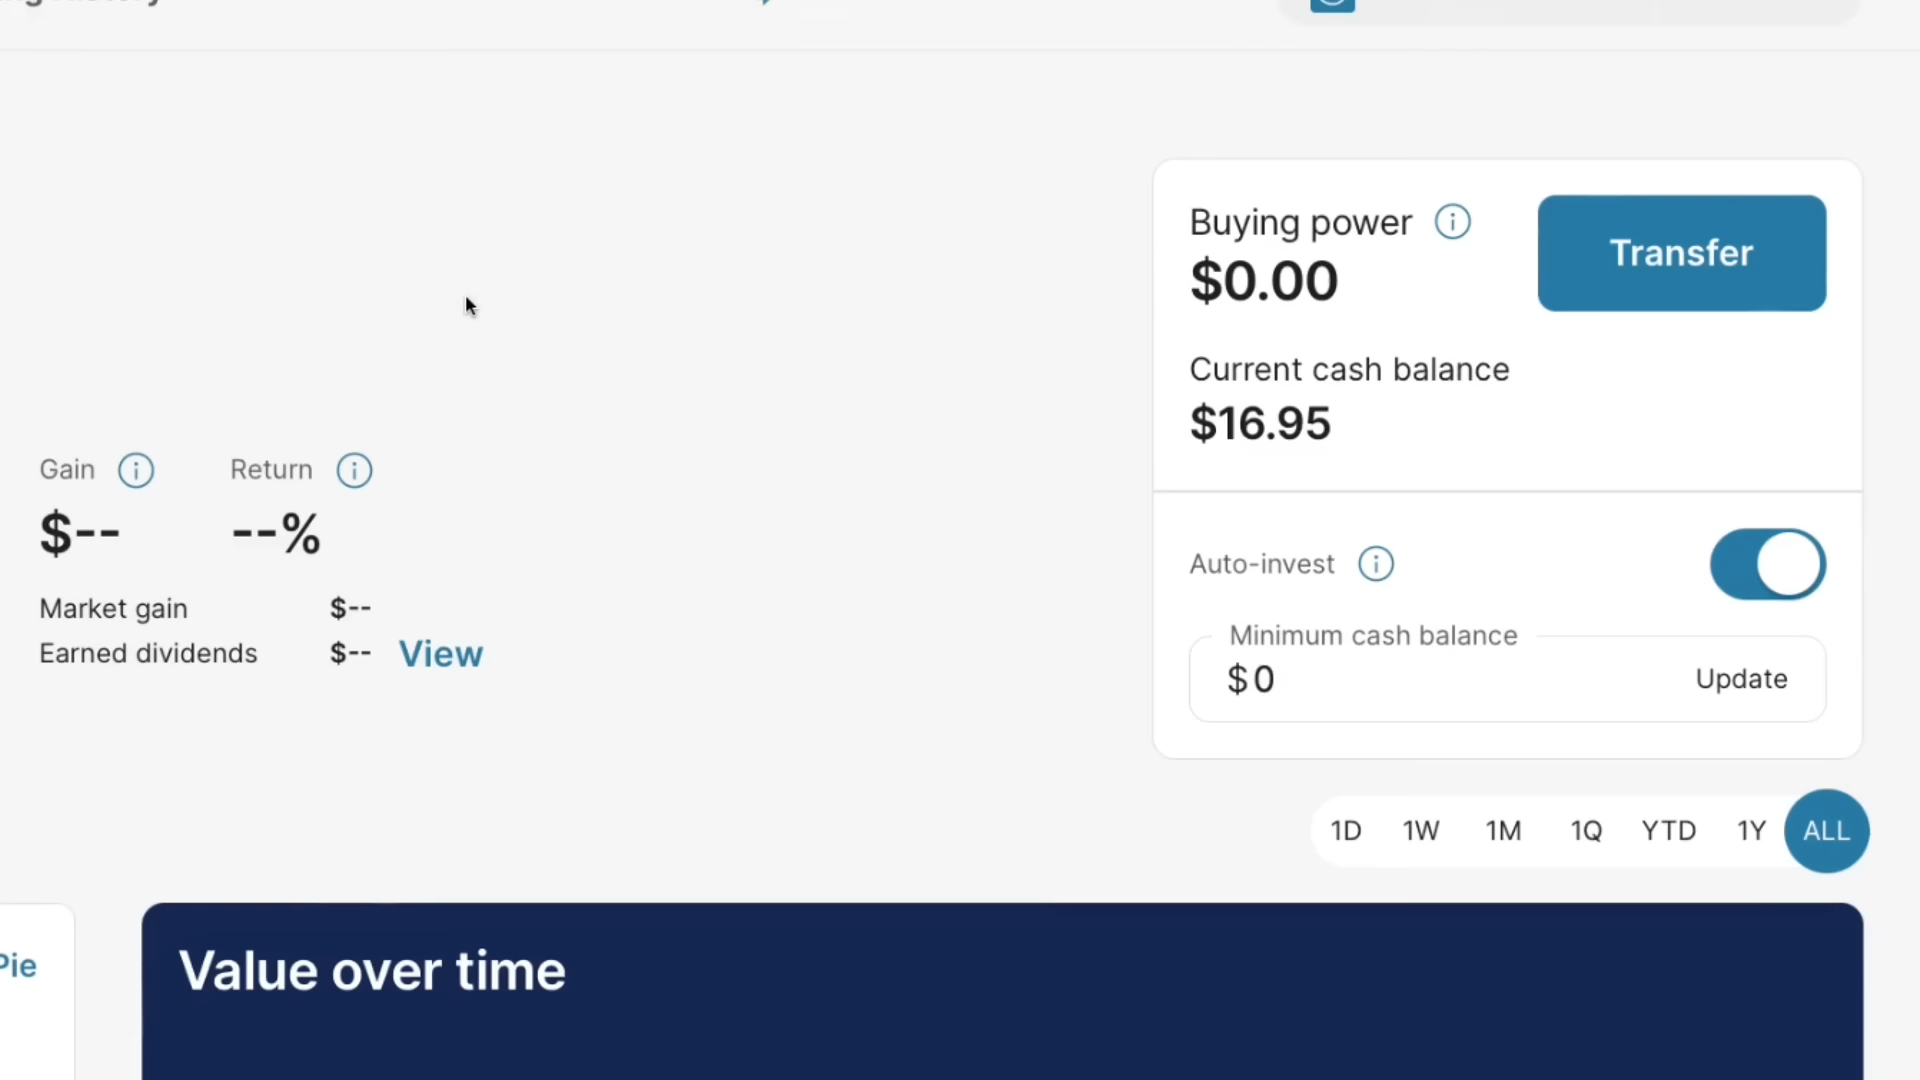 Buying power
$0.00
Transfer
Current cash balance
$16.95
Gain
Return
$--
--%
Market gain $--
Earned dividends $-- View
Auto-invest
Minimum cash balance
$0
Update
1D 1W 1M 1Q YTD 1Y ALL
Pie
Value over time